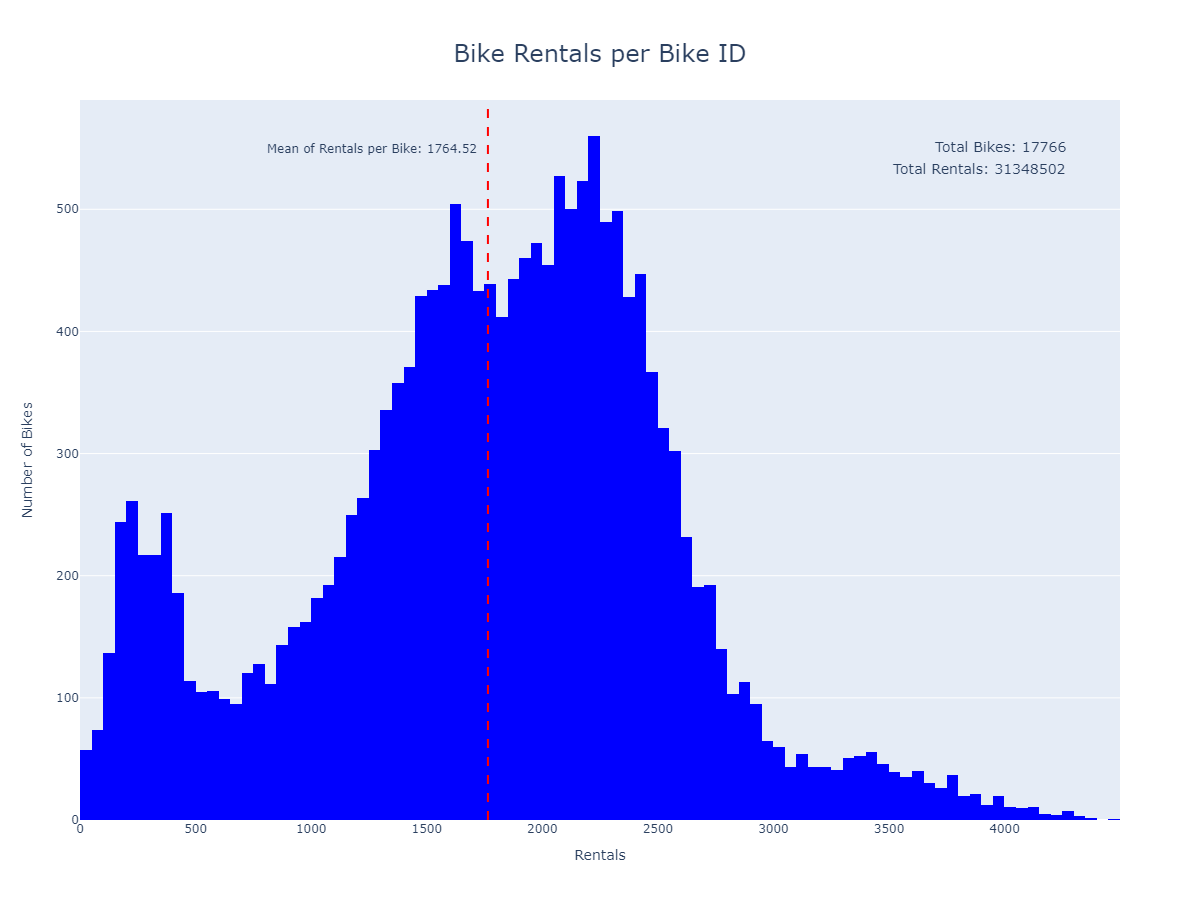 Bike Rentals per Bike ID
Mean of Rentals per Bike: 1764.52
Total Bikes: 17766
Total Rentals: 31348502
500
400
300
200
100
0
Number of Bikes
0 500 1000 1500 2000 2500 3000 3500 4000
Rentals